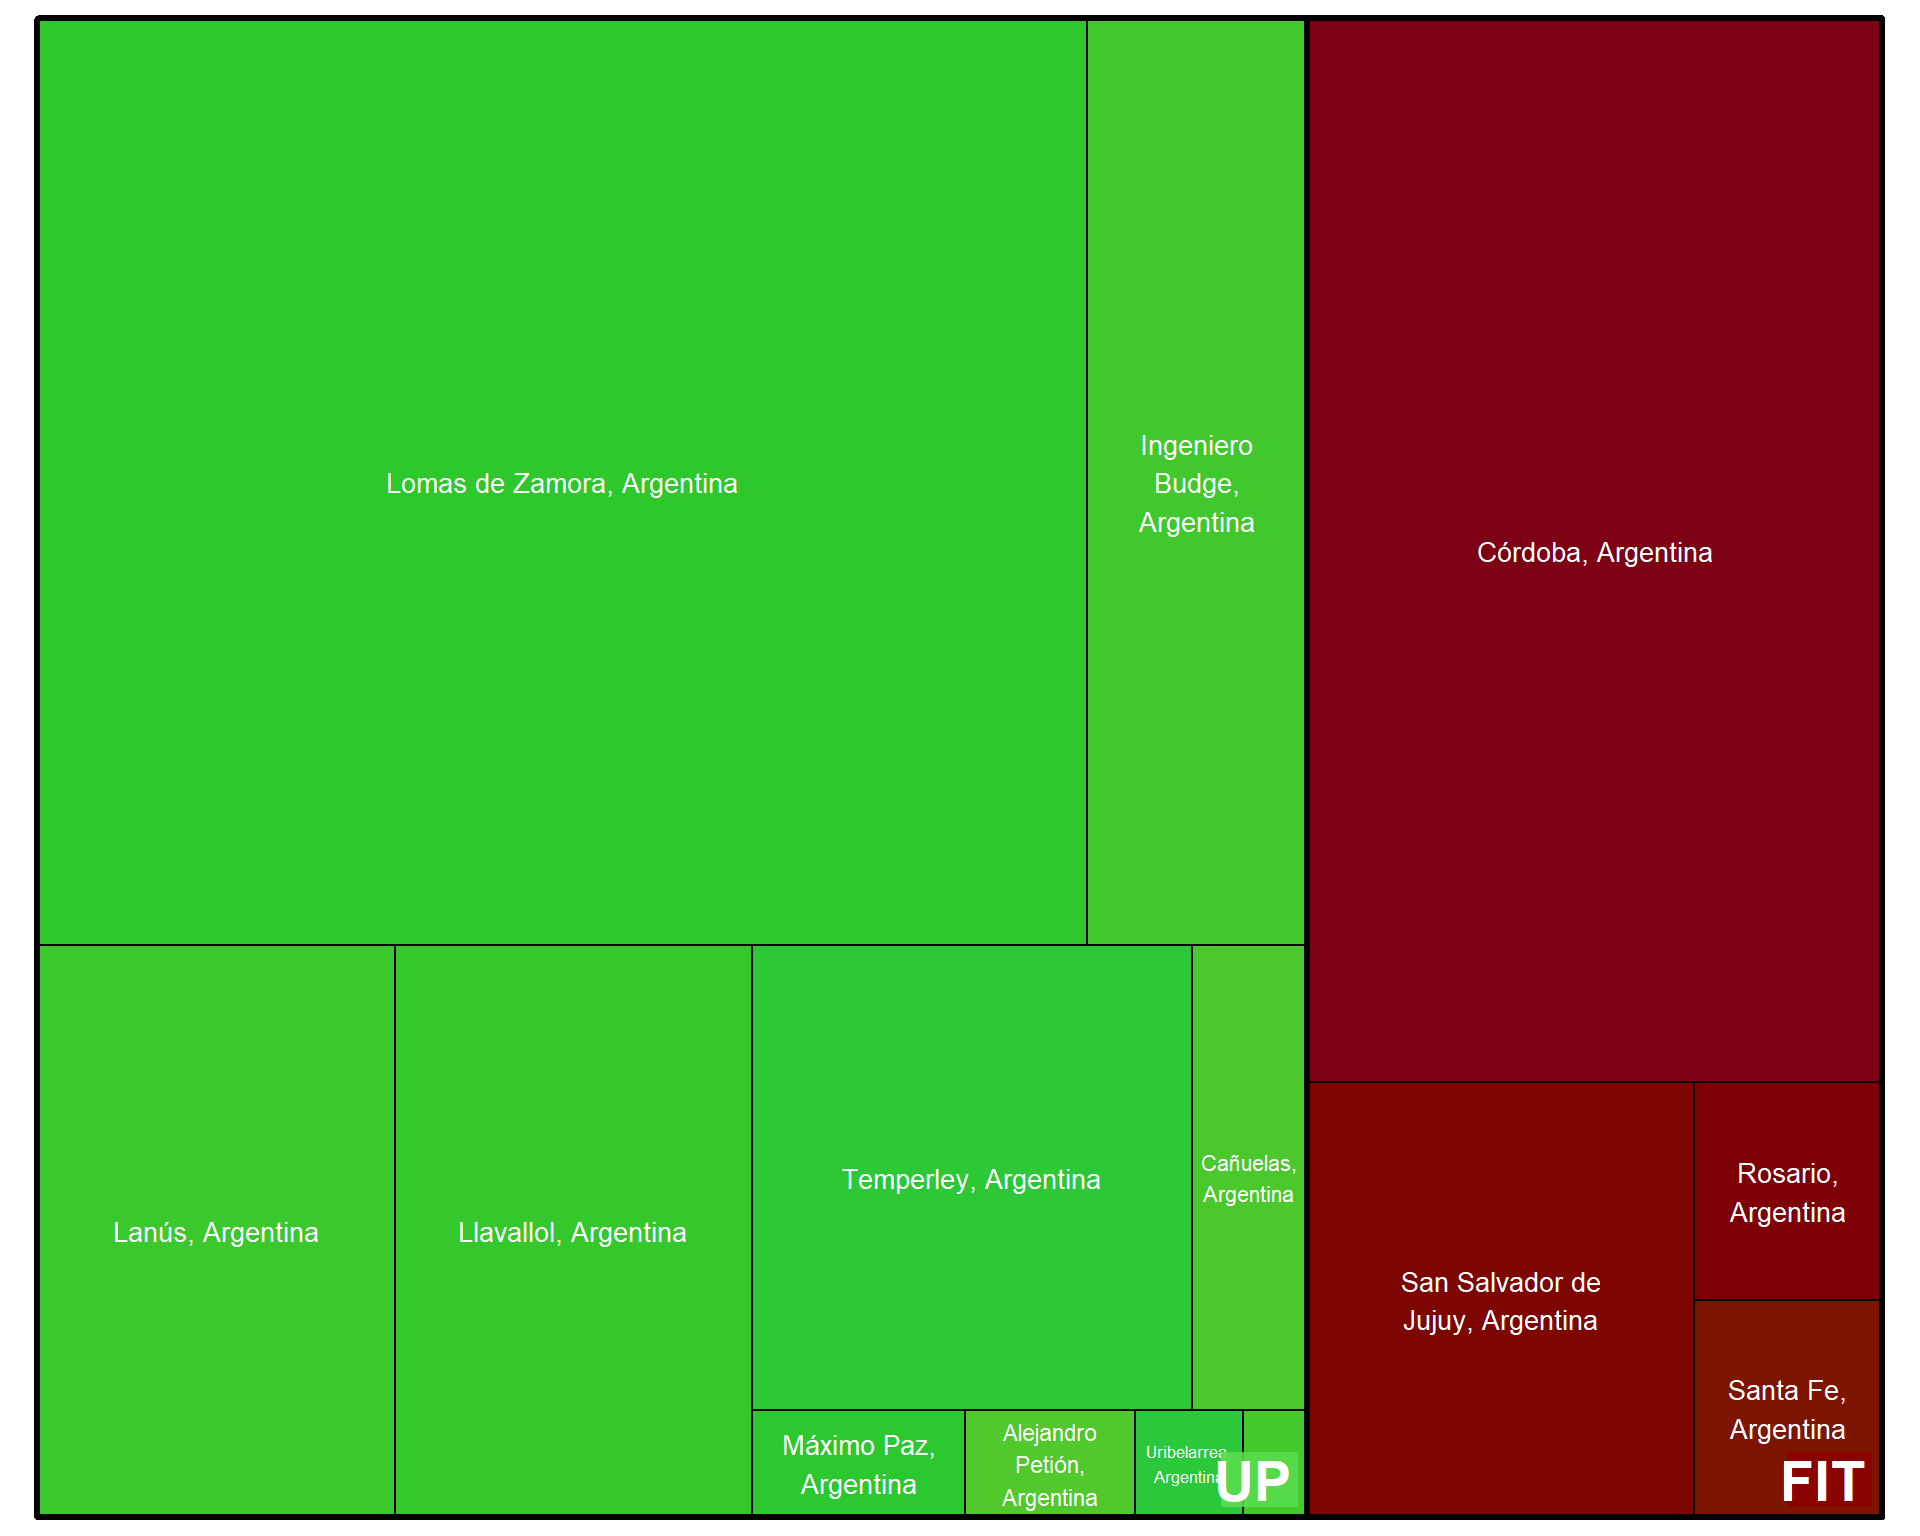 Lomas de Zamora, Argentina
Ingeniero
Budge,
Argentina
Córdoba, Argentina
Lanús, Argentina
Llavallol, Argentina
Temperley, Argentina
Cañuelas,
Argentina
Máximo Paz,
Argentina
Alejandro
Petión,
Argentina
Uribelarrea,
Argentina
UP
San Salvador de
Jujuy, Argentina
Rosario,
Argentina
Santa Fe,
Argentina
FIT